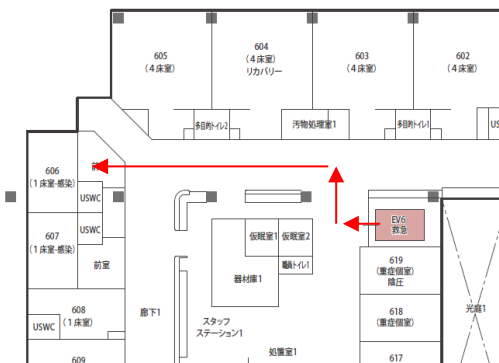 605
（4床室）
604
（4床室）
リカバリー
603
（4床室）
602
（4床室）
多目的トイレ2
汚物処理室1
多目的トイレ1
US
606
（1床室-感染）
前
USWC
607
（1床室-感染）
USWC
前室
仮眠室1
仮眠室2
職員トイレ1
器材庫1
EV6
救急
619
（重症個室）
陰圧
618
（重症個室）
617
光庭1
608
（1床室）
USWC
609
廊下1
スタッフ
ステーション1
処置室1